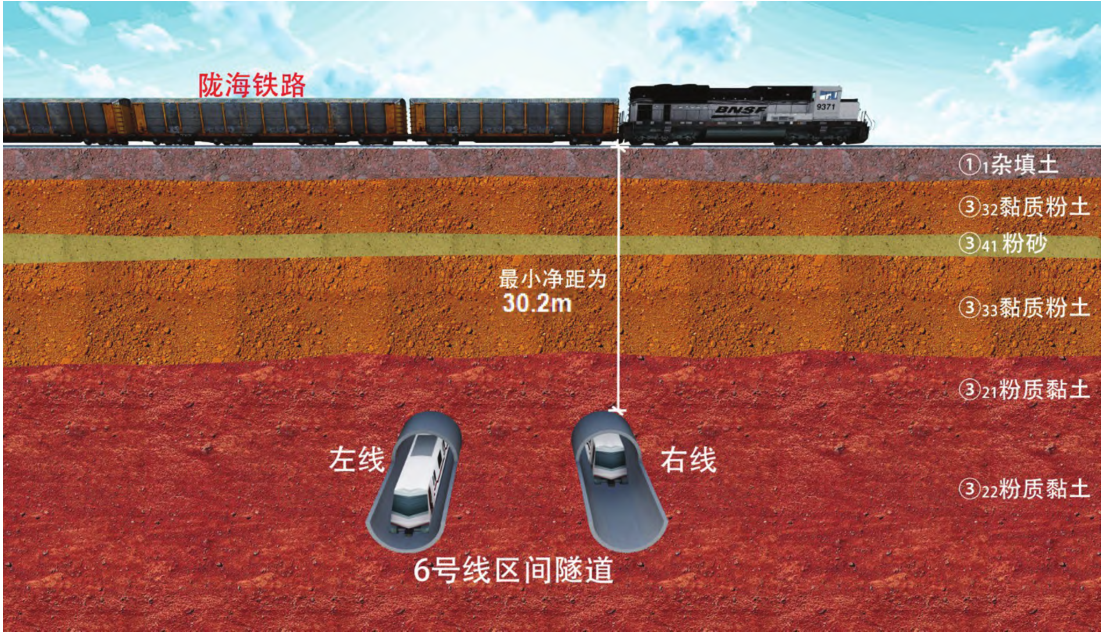 陇海铁路
BNSF
9371
①₁杂填土
③₃₂黏质粉土
③₄₁粉砂
最小净距为
30.2m
③₃₃黏质粉土
③₂₁粉质黏土
左线
右线
③₂₂粉质黏土
6号线区间隧道